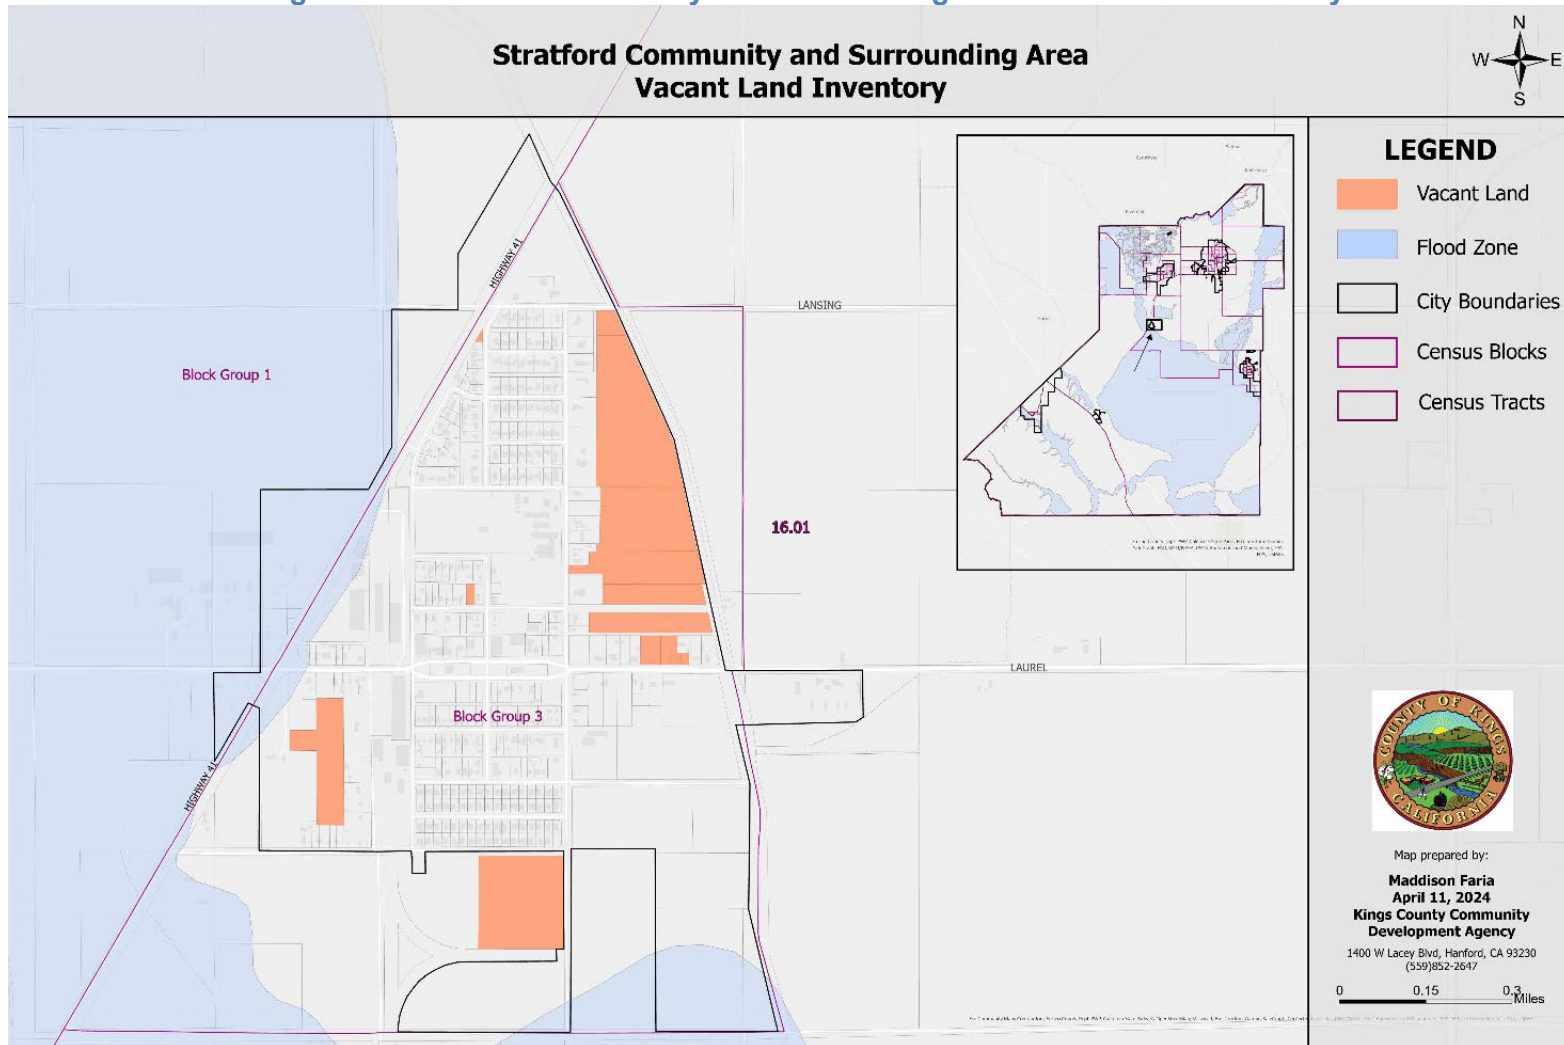 Stratford Community and Surrounding Area
Vacant Land Inventory
N
W
E
S
LEGEND
Vacant Land
Flood Zone
City Boundaries
Census Blocks
Census Tracts
HIGHWAY 41
LANSING
Block Group 1
16.01
LAUREL
Block Group 3
HIGHWAY 41
COUNTY OF KINGS
CALIFORNIA
Map prepared by:
Maddison Faria
April 11, 2024
Kings County Community
Development Agency
1400 W Lacey Blvd, Hanford, CA 93230
(559)852-2647
0 0.15 0.3
Miles